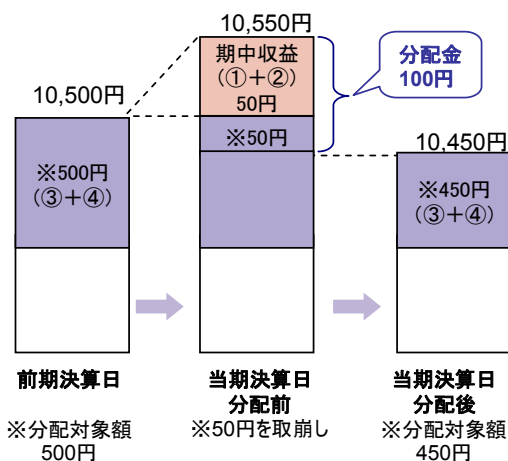 10,550円
期中収益
(①+②)
50円
分配金
100円
10,500円
※50円
10,450円
※500円
(③+④)
※450円
(③+④)
前期決算日
※分配対象額
500円
当期決算日
分配前
※50円を取崩し
当期決算日
分配後
※分配対象額
450円